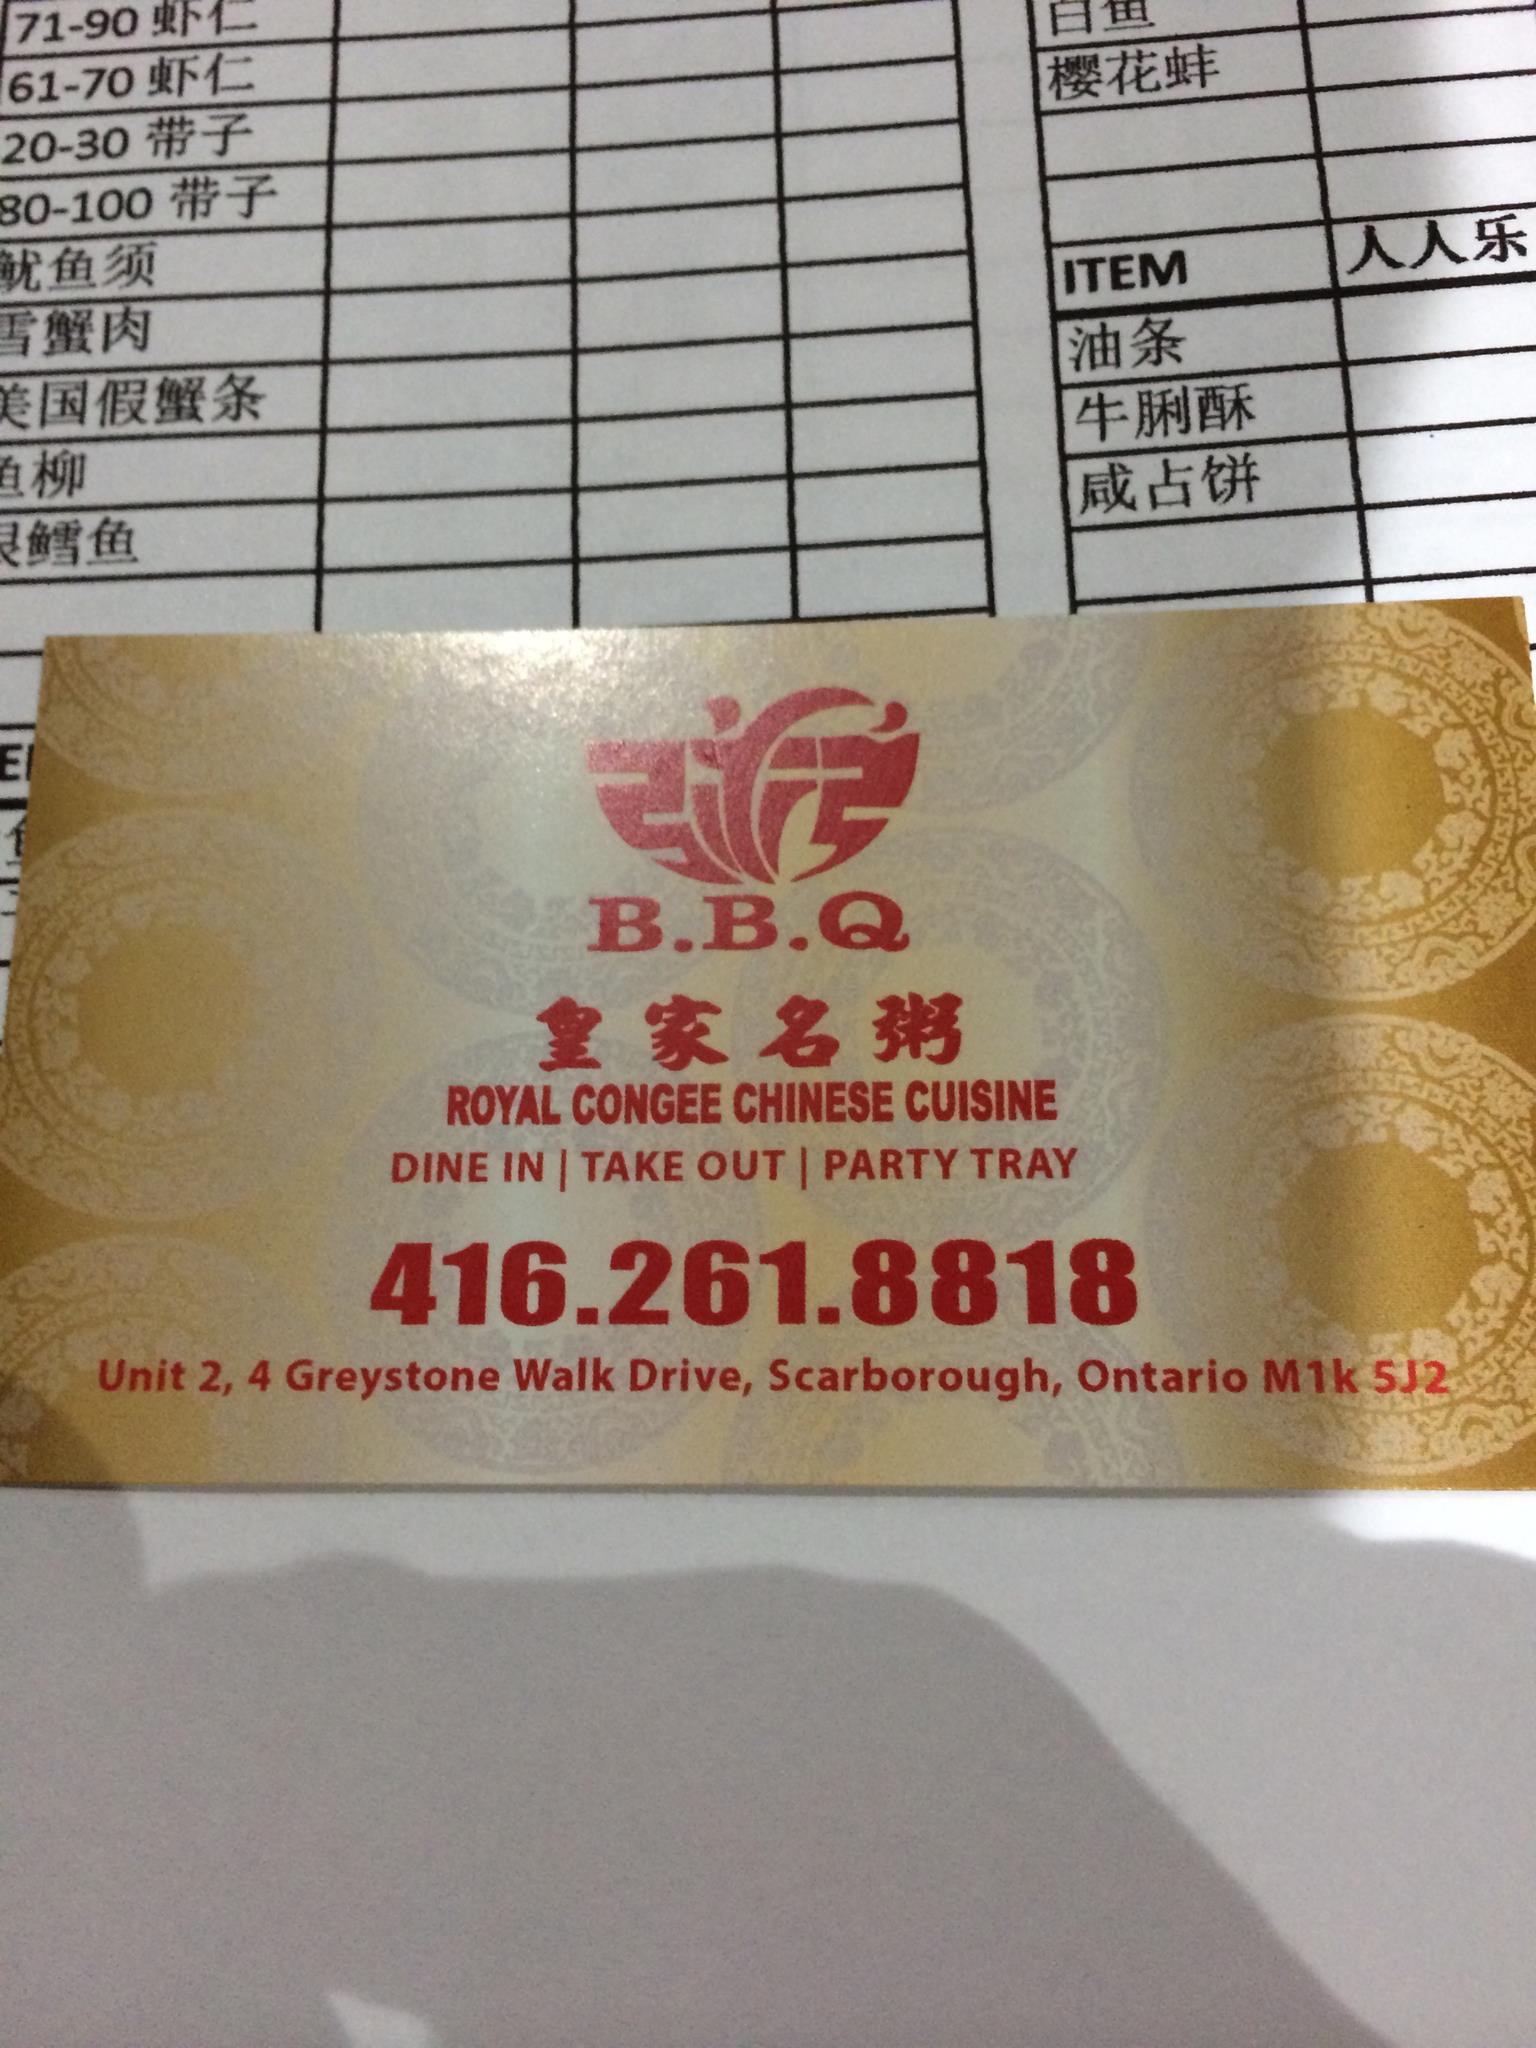 71-90 虾仁
61-70 虾仁
20-30 带子
80-100 带子
鱿鱼须
雪蟹肉
美国假蟹条
鱼柳
鳕鱼
白鱼
樱花蚌
ITEM 人人乐
油条
牛脷酥
咸占饼
B.B.Q
皇家名粥
ROYAL CONGEE CHINESE CUISINE
DINE IN | TAKE OUT | PARTY TRAY
416.261.8818
Unit 2, 4 Greystone Walk Drive, Scarborough, Ontario M1k 5J2